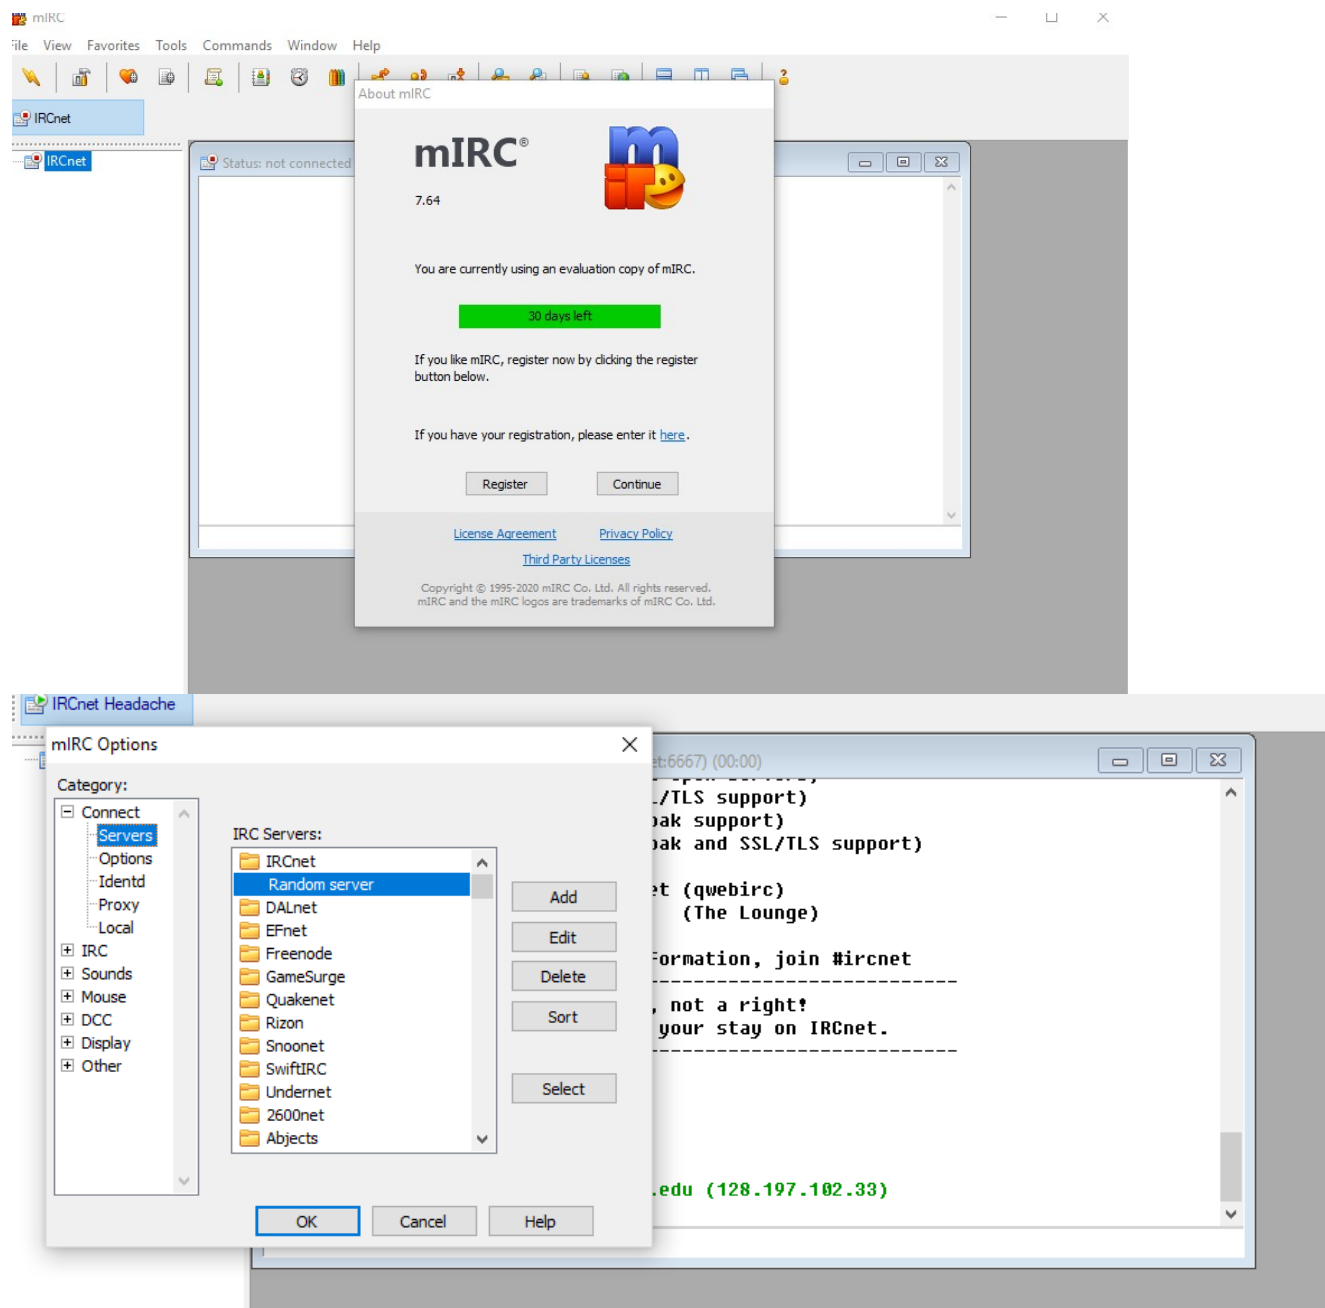 mIRC
File View Favorites Tools Commands Window Help
About mIRC
IRCnet
IRCnet
Status: not connected
mIRC®
7.64
You are currently using an evaluation copy of mIRC.
30 days left
If you like mIRC, register now by clicking the register
button below.
If you have your registration, please enter it here.
Register Continue
License Agreement Privacy Policy
Third Party Licenses
Copyright © 1995-2020 mIRC Co. Ltd. All rights reserved.
mIRC and the mIRC logos are trademarks of mIRC Co. Ltd.
IRCnet Headache
mIRC Options
Category:
Connect
Servers
Options
Identd
Proxy
Local
IRC
Sounds
Mouse
DCC
Display
Other
IRC Servers:
IRCnet
Random server
DALnet
EFnet
Freenode
GameSurge
Quakenet
Rizon
Snoonet
SwiftIRC
Undernet
2600net
Abjects
Add
Edit
Delete
Sort
Select
OK Cancel Help
et:6667) (00:00)
L/TLS support)
oak support)
oak and SSL/TLS support)
et (qwebirc)
(The Lounge)
formation, join #ircnet
---------------------------
, not a right!
your stay on IRCnet.
---------------------------
.edu (128.197.102.33)